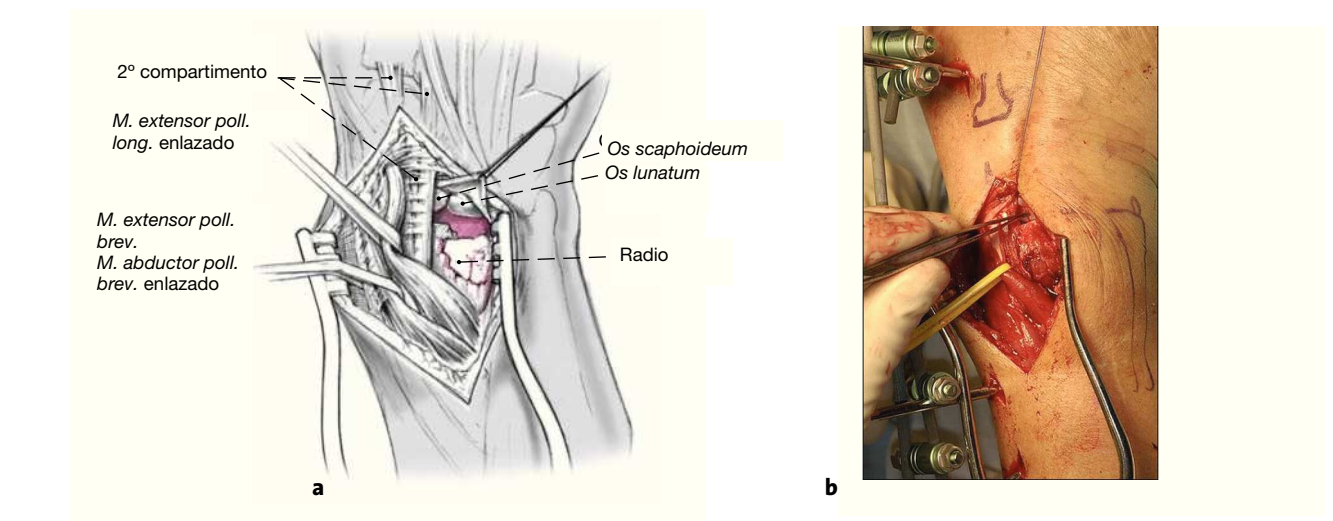 2º compartimento
M. extensor poll.
long. enlazado
M. extensor poll.
brev.
M. abductor poll.
brev. enlazado
Os scaphoideum
Os lunatum
Radio
a
b